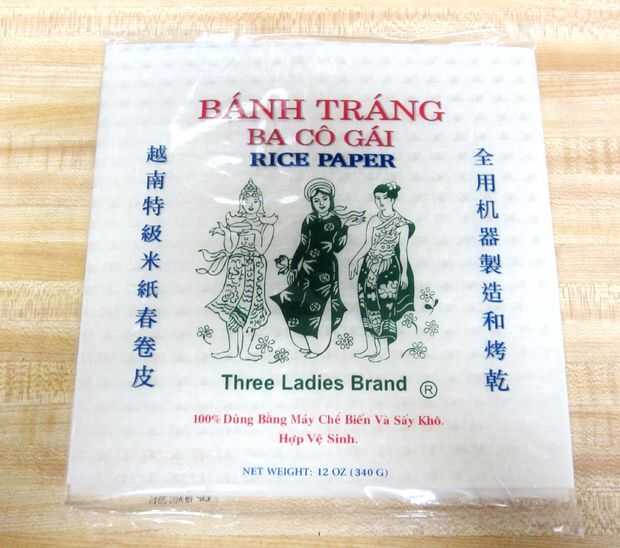 BÁNH TRÁNG
BA CÔ GÁI
RICE PAPER
越南特級米紙春卷皮
全用机器製造和烤乾
Three Ladies Brand ®
100% Dùng Bằng Máy Chế Biến Và Sấy Khô.
Hợp Vệ Sinh.
NET WEIGHT: 12 OZ (340 G)